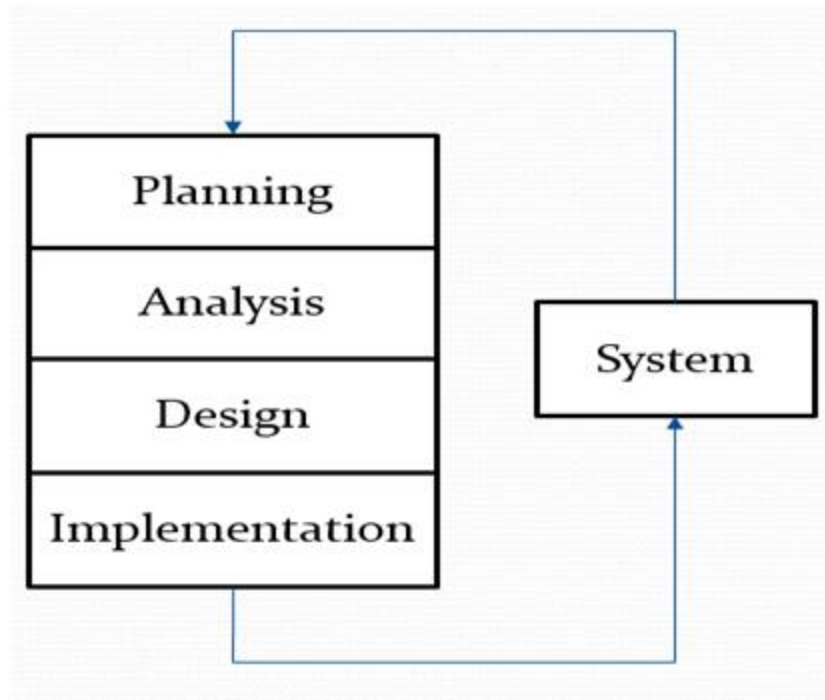 Planning
Analysis
Design
Implementation
System